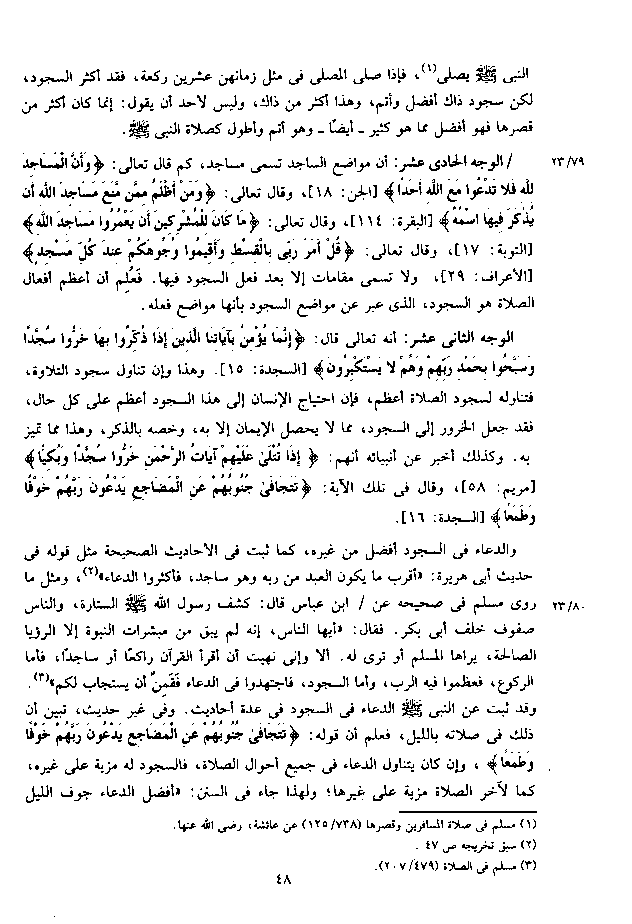 النبى ﷺ يصلى(١)، فإذا صلى المصلى فى مثل زمانهن عشرين ركعة، فقد أكثر السجود،
لكن سجود ذاك أفضل وأتم، وهذا أكثر من ذاك، وليس لأحد أن يقول: إنما كان أكثر من
قصرها فهو أفضل مما هو كثير ـ أيضًا ـ وهو أتم وأطول كصلاة النبى ﷺ.
٢٣/٧٩ / الوجه الحادى عشر: أن مواضع الساجد تسمى مساجد، كم قال تعالى: ﴿وَأَنَّ الْمَسَاجِدَ
لِلَّهِ فَلا تَدْعُوا مَعَ اللَّهِ أَحَدًا﴾ [الجن: ١٨]، وقال تعالى: ﴿وَمَنْ أَظْلَمُ مِمَّن مَّنَعَ مَسَاجِدَ اللَّهِ أَن
يُذْكَرَ فِيهَا اسْمُهُ﴾ [البقرة: ١١٤]، وقال تعالى: ﴿مَا كَانَ لِلْمُشْرِكِينَ أَن يَعْمُرُوا مَسَاجِدَ اللَّهِ﴾
[التوبة: ١٧]، وقال تعالى: ﴿قُلْ أَمَرَ رَبِّى بِالْقِسْطِ وَأَقِيمُوا وُجُوهَكُمْ عِندَ كُلِّ مَسْجِدٍ﴾
[الأعراف: ٢٩]، ولا تسمى مقامات إلا بعد فعل السجود فيها. فَعُلِم أن أعظم أفعال
الصلاة هو السجود، الذى عبر عن مواضع السجود بأنها مواضع فعله.
الوجه الثانى عشر: أنه تعالى قال: ﴿إِنَّمَا يُؤْمِنُ بِآيَاتِنَا الَّذِينَ إِذَا ذُكِّرُوا بِهَا خَرُّوا سُجَّدًا
وَسَبَّحُوا بِحَمْدِ رَبِّهِمْ وَهُمْ لا يَسْتَكْبِرُونَ﴾ [السجدة: ١٥]. وهذا وإن تناول سجود التلاوة،
فتناوله لسجود الصلاة أعظم، فإن احتياج الإنسان إلى هذا السجود أعظم على كل حال،
فقد جعل الخرور إلى السجود، مما لا يحصل الإيمان إلا به، وخصه بالذكر، وهذا مما تميز
به. وكذلك أخبر عن أنبيائه أنهم: ﴿إِذَا تُتْلَىٰ عَلَيْهِمْ آيَاتُ الرَّحْمَنِ خَرُّوا سُجَّدًا وَبُكِيًّا﴾
[مريم: ٥٨]، وقال فى تلك الآية: ﴿تَتَجَافَىٰ جُنُوبُهُمْ عَنِ الْمَضَاجِعِ يَدْعُونَ رَبَّهُمْ خَوْفًا
وَطَمَعًا﴾ [السجدة: ١٦].
والدعاء فى السجود أفضل من غيره، كما ثبت فى الأحاديث الصحيحة مثل قوله فى
حديث أبى هريرة: «أقرب ما يكون العبد من ربه وهو ساجد، فأكثروا الدعاء»(٢)، ومثل ما
٢٣/٨٠ روى مسلم فى صحيحه عن / ابن عباس قال: كشف رسول الله ﷺ الستارة، والناس
صفوف خلف أبى بكر. فقال: «أيها الناس، إنه لم يبق من مبشرات النبوة إلا الرؤيا
الصالحة، يراها المسلم أو ترى له. ألا وإنى نهيت أن أقرأ القرآن راكعًا أو ساجدًا، فأما
الركوع، فعظموا فيه الرب، وأما السجود، فاجتهدوا فى الدعاء فَقَمِنٌ أن يستجاب لكم»(٣).
وقد ثبت عن النبى ﷺ الدعاء فى السجود فى عدة أحاديث. وفى غير حديث، تبين أن
ذلك فى صلاته بالليل، فعلم أن قوله: ﴿تَتَجَافَىٰ جُنُوبُهُمْ عَنِ الْمَضَاجِعِ يَدْعُونَ رَبَّهُمْ خَوْفًا
وَطَمَعًا﴾، وإن كان يتناول الدعاء فى جميع أحوال الصلاة، فالسجود له مزية على غيره،
كما لآخر الصلاة مزية على غيرها؛ ولهذا جاء فى السنن: «أفضل الدعاء جوف الليل
(١) مسلم فى صلاة المسافرين وقصرها (١٢٥/٧٣٨) عن عائشة، رضى الله عنها.
(٢) سبق تخريجه ص ٤٧ .
(٣) مسلم فى الصلاة (٢٠٧/٤٧٩).
٤٨